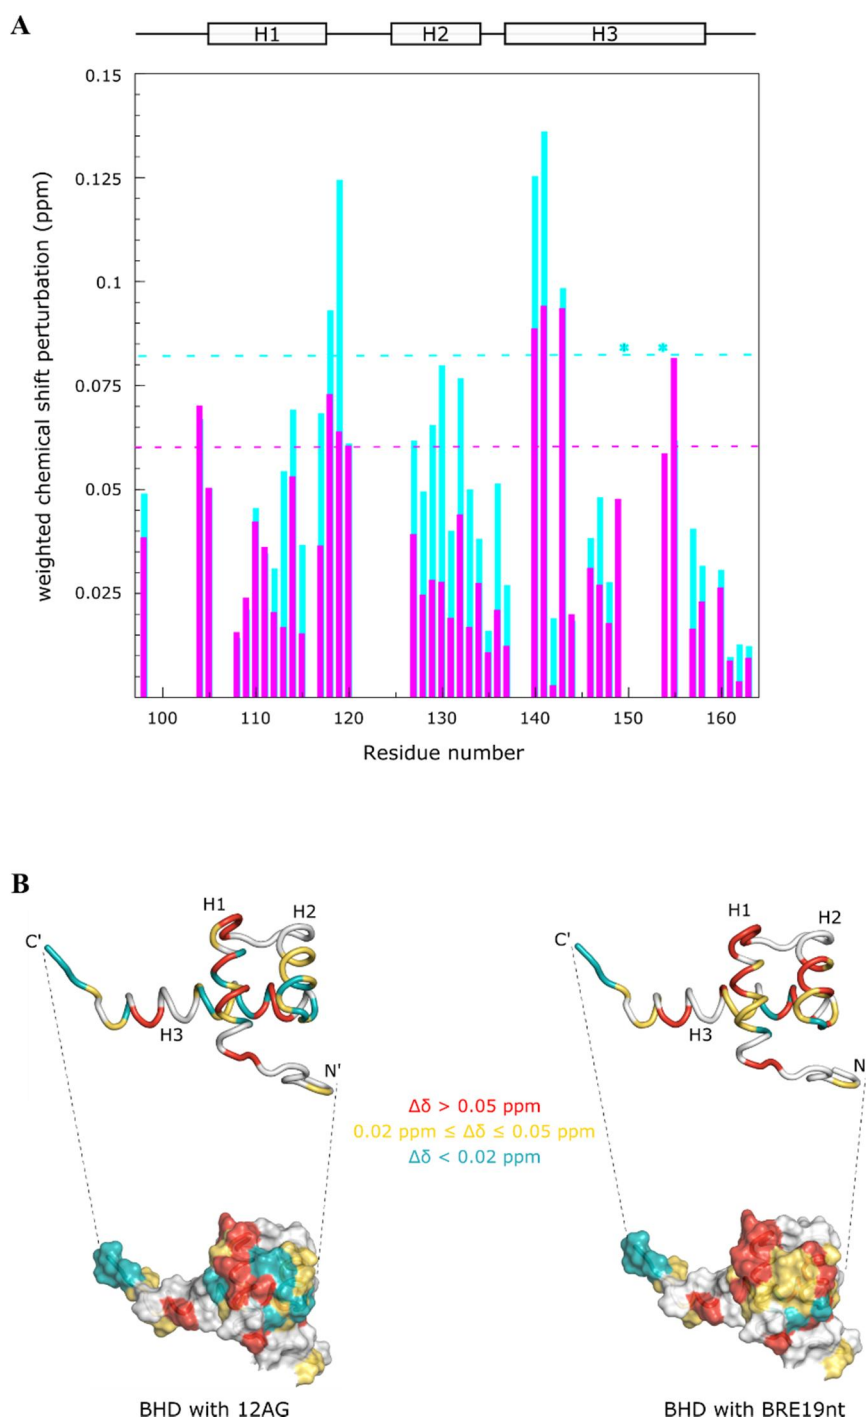 A
H1 H2 H3
0.15
0.125
0.1
0.075
0.05
0.025
weighted chemical shift perturbation (ppm)
* *
100 110 120 130 140 150 160
Residue number
B
H1 H2
C'
H3
N'
H1 H2
C'
H3
N
Δδ > 0.05 ppm
0.02 ppm ≤ Δδ ≤ 0.05 ppm
Δδ < 0.02 ppm
BHD with 12AG
BHD with BRE19nt